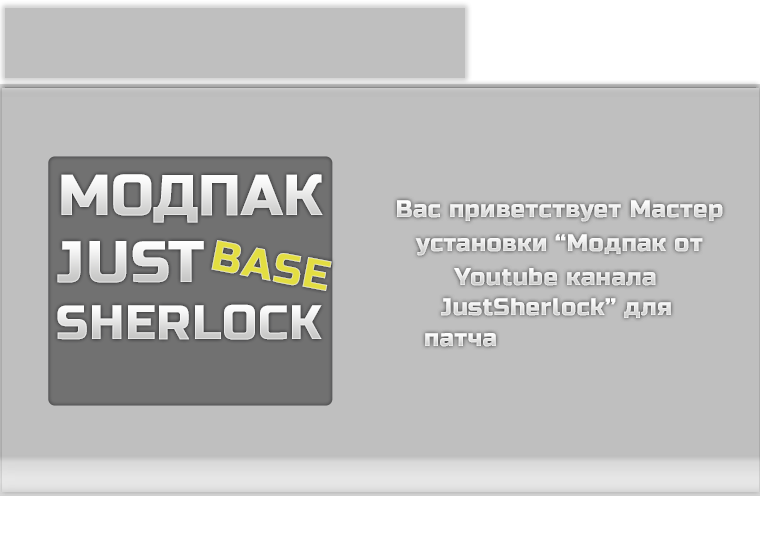 МОДПАК
JUST BASE
SHERLOCK
Вас приветствует Мастер
установки “Модпак от
Youtube канала
JustSherlock” для
патча